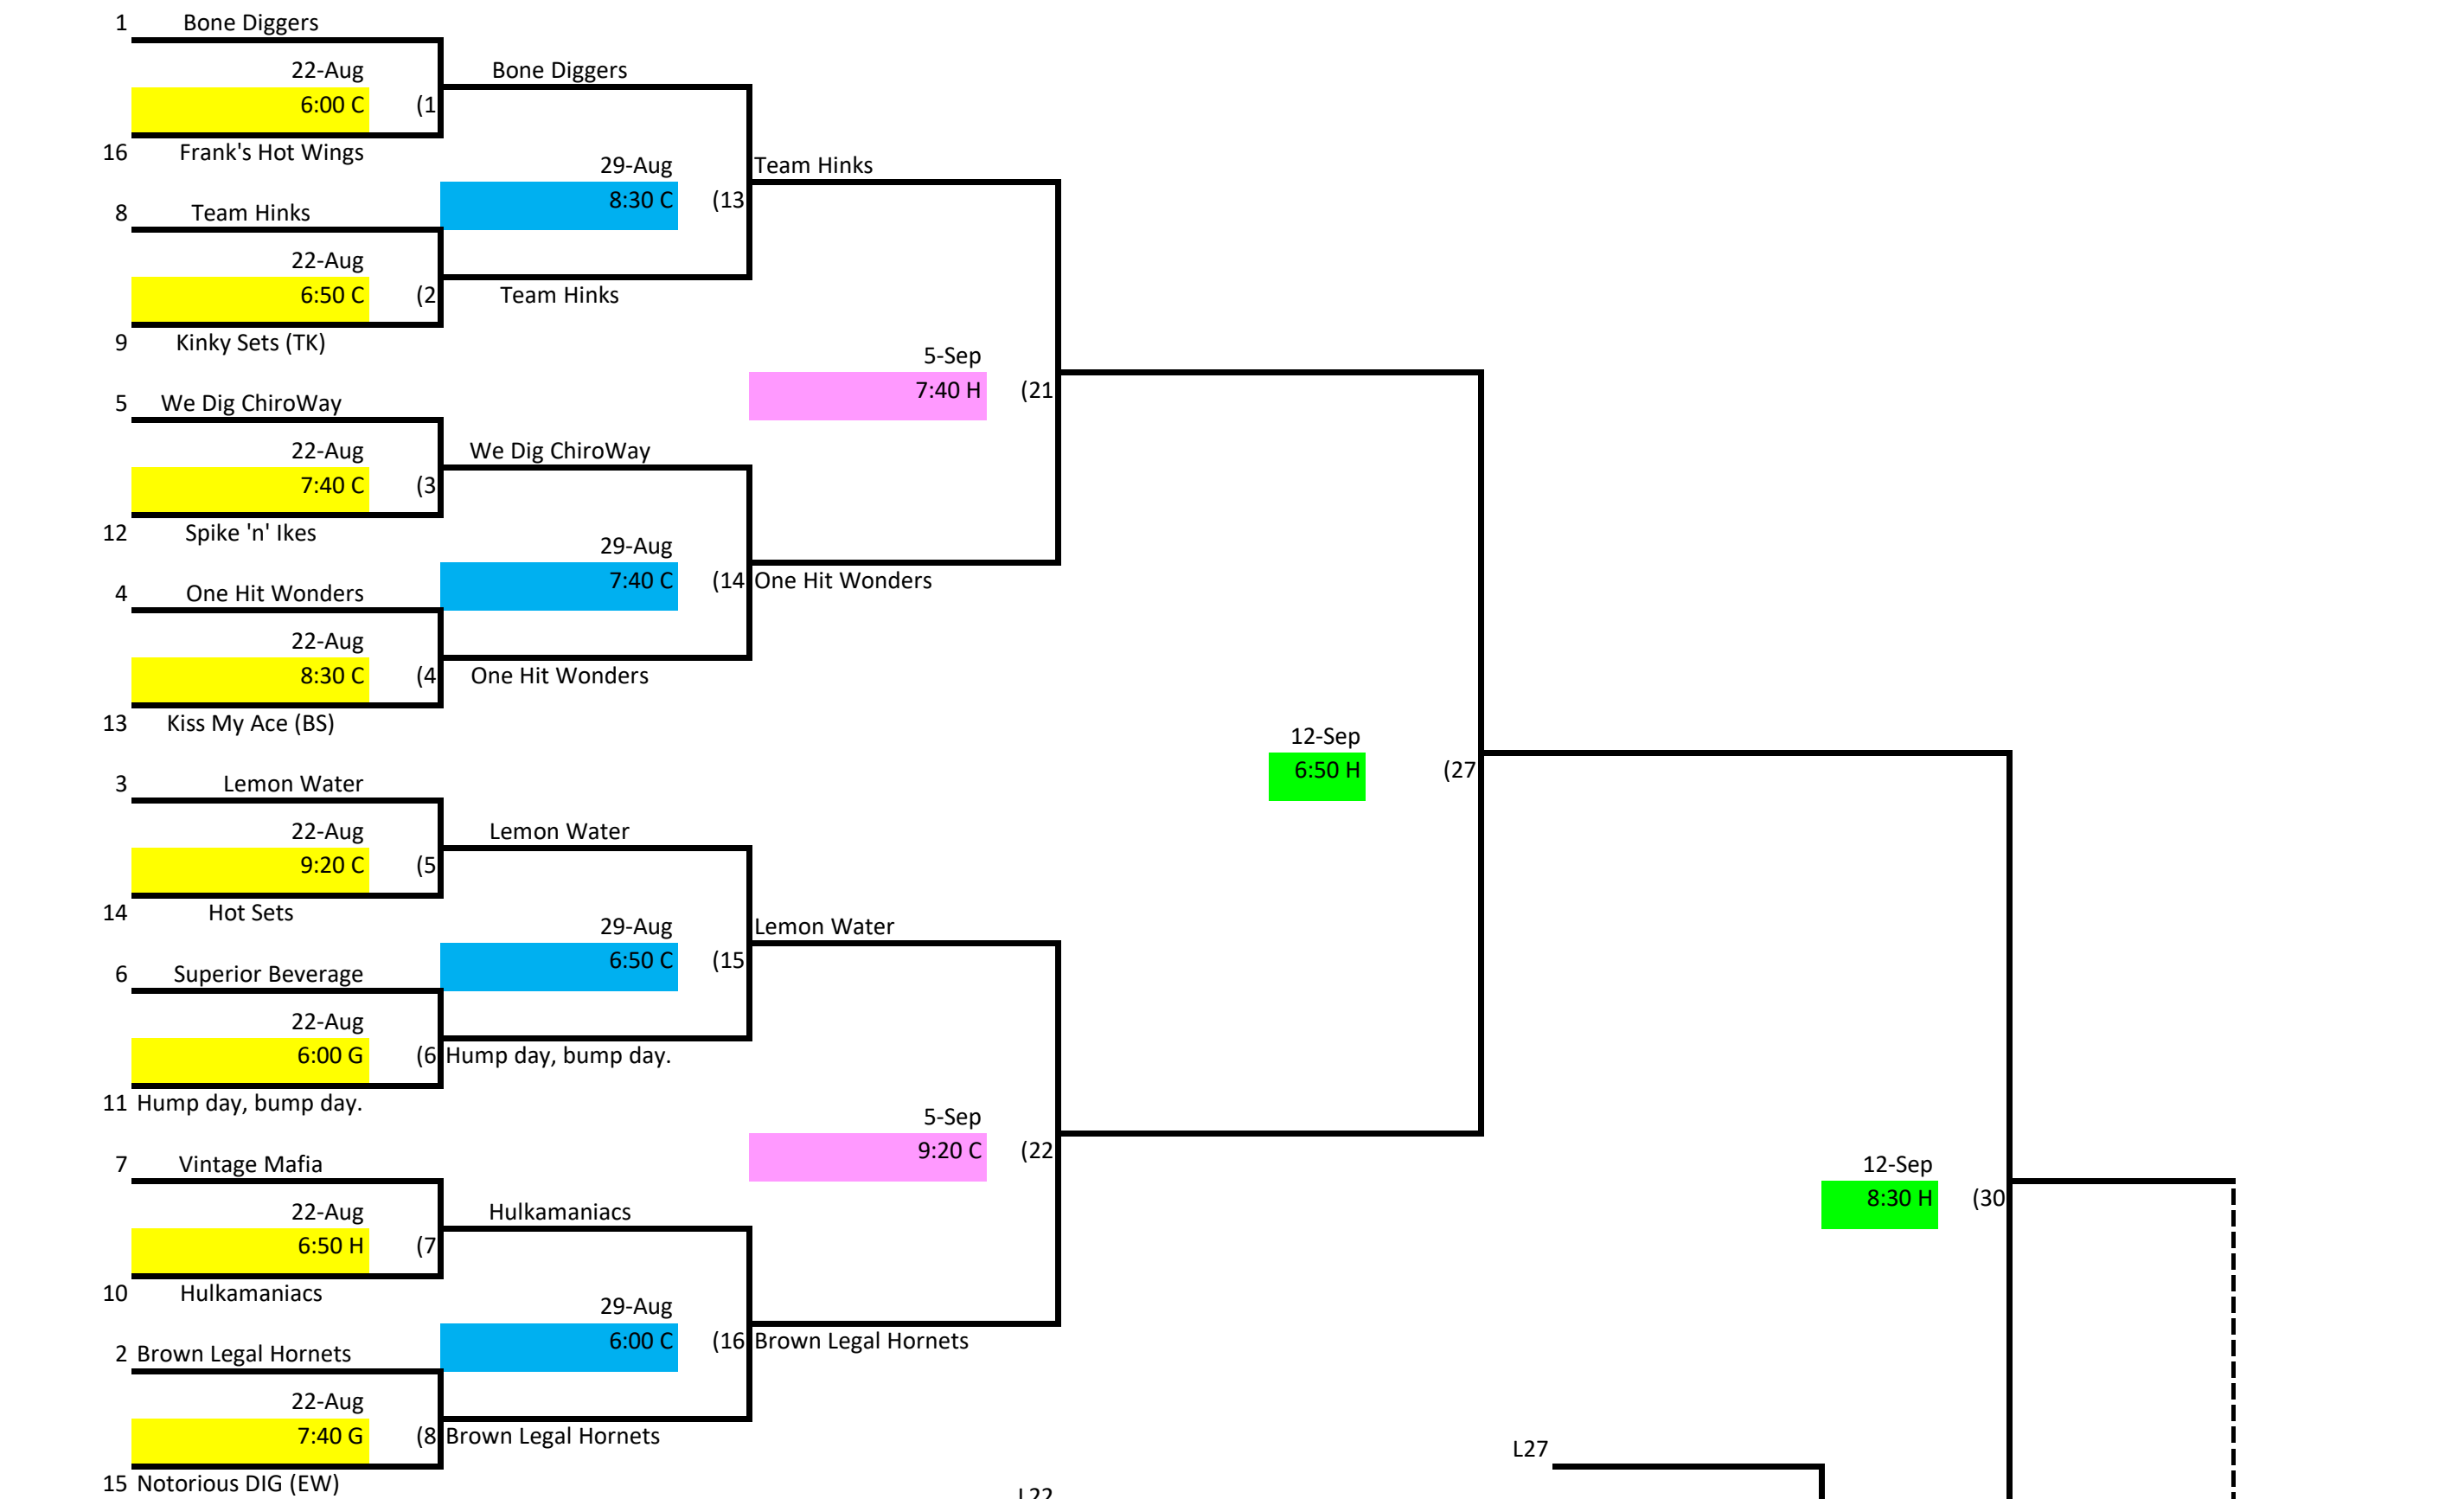 1 Bone Diggers
22-Aug Bone Diggers
6:00 C (1
16 Frank's Hot Wings
29-Aug Team Hinks
8:30 C (13
8 Team Hinks
22-Aug
6:50 C (2 Team Hinks
9 Kinky Sets (TK)
5-Sep
7:40 H (21
5 We Dig ChiroWay
22-Aug We Dig ChiroWay
7:40 C (3
12 Spike 'n' Ikes
29-Aug
7:40 C (14 One Hit Wonders
4 One Hit Wonders
22-Aug
8:30 C (4 One Hit Wonders
13 Kiss My Ace (BS)
12-Sep
6:50 H (27
3 Lemon Water
22-Aug Lemon Water
9:20 C (5
14 Hot Sets
29-Aug Lemon Water
6:50 C (15
6 Superior Beverage
22-Aug
6:00 G (6 Hump day, bump day.
11 Hump day, bump day.
5-Sep
9:20 C (22
7 Vintage Mafia
12-Sep
8:30 H (30
22-Aug Hulkamaniacs
6:50 H (7
10 Hulkamaniacs
29-Aug
6:00 C (16 Brown Legal Hornets
2 Brown Legal Hornets
22-Aug
7:40 G (8 Brown Legal Hornets
L27
15 Notorious DIG (EW)
L22